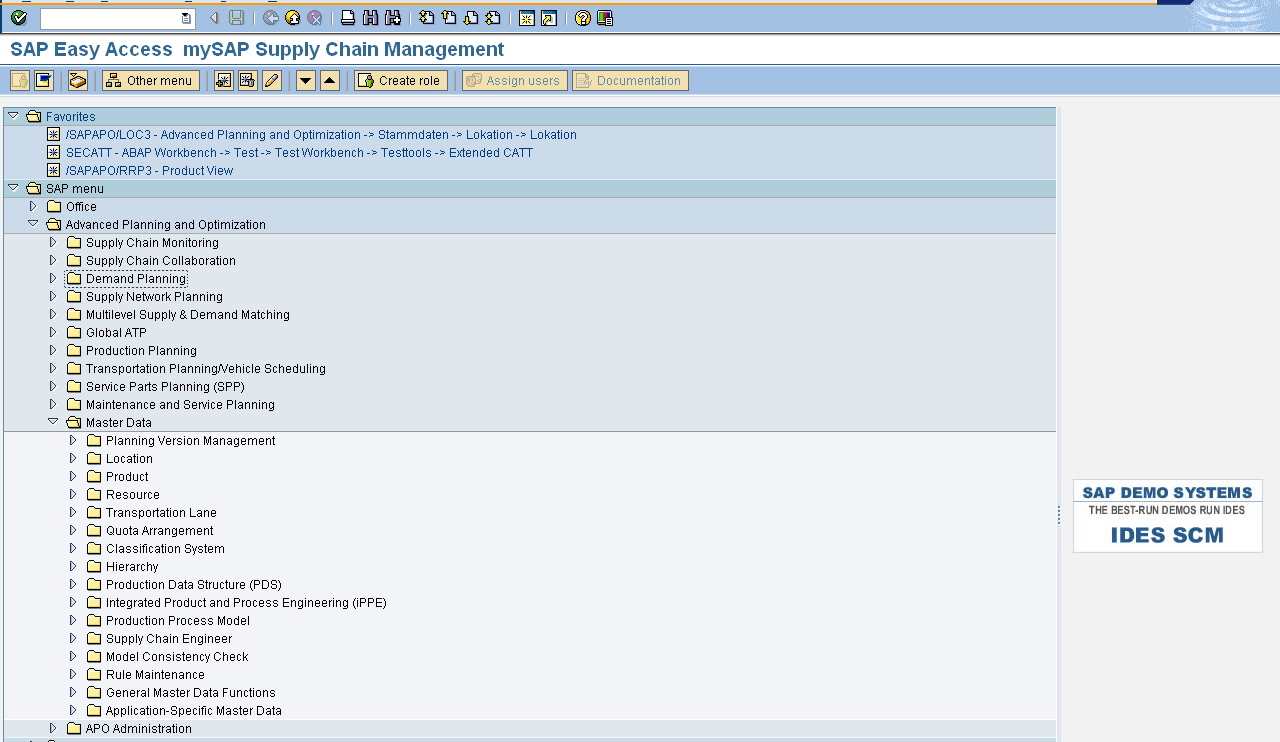 SAP Easy Access mySAP Supply Chain Management
Other menu
Create role
Assign users
Documentation
Favorites
/SAPAPO/LOC3 - Advanced Planning and Optimization -> Stammdaten -> Lokation -> Lokation
SECATT - ABAP Workbench -> Test -> Test Workbench -> Testtools -> Extended CATT
/SAPAPO/RRP3 - Product View
SAP menu
Office
Advanced Planning and Optimization
Supply Chain Monitoring
Supply Chain Collaboration
Demand Planning
Supply Network Planning
Multilevel Supply & Demand Matching
Global ATP
Production Planning
Transportation Planning/Vehicle Scheduling
Service Parts Planning (SPP)
Maintenance and Service Planning
Master Data
Planning Version Management
Location
Product
Resource
Transportation Lane
Quota Arrangement
Classification System
Hierarchy
Production Data Structure (PDS)
Integrated Product and Process Engineering (iPPE)
Production Process Model
Supply Chain Engineer
Model Consistency Check
Rule Maintenance
General Master Data Functions
Application-Specific Master Data
APO Administration
SAP DEMO SYSTEMS
THE BEST-RUN DEMOS RUN IDES
IDES SCM